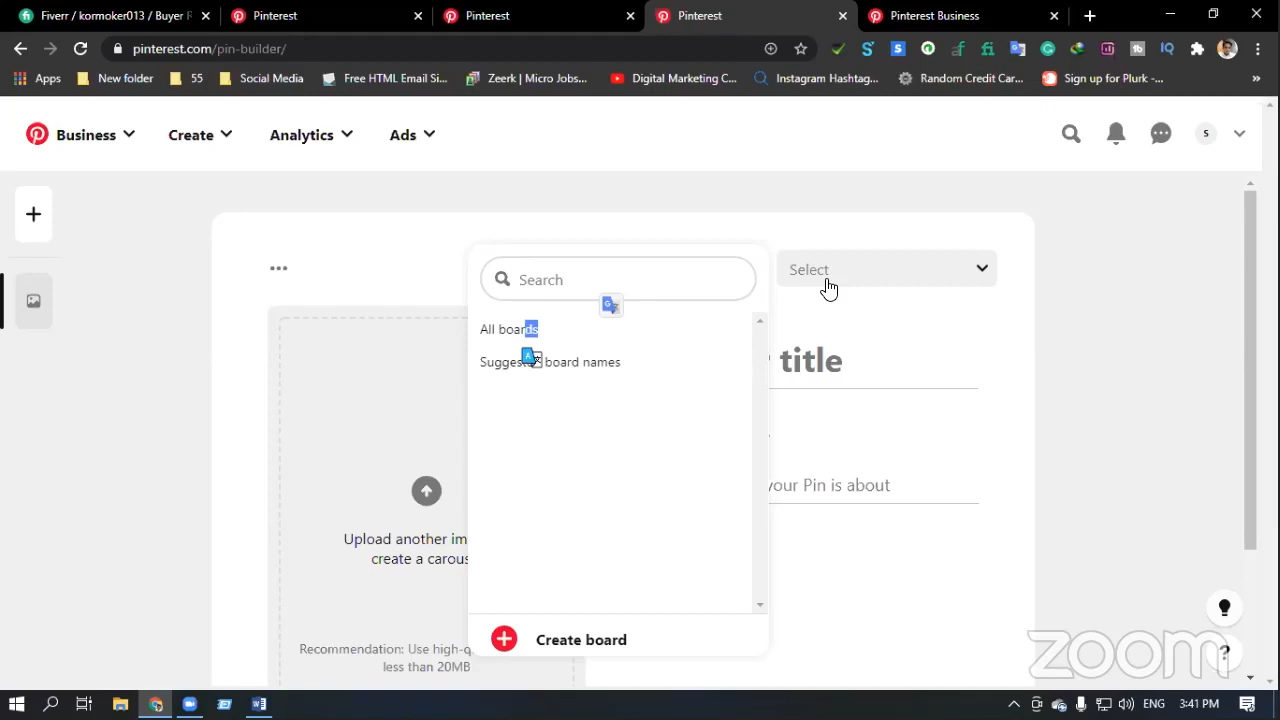 Fiverr / kormoker013 / Buyer R
Pinterest
Pinterest
Pinterest
Pinterest Business
pinterest.com/pin-builder/
Apps
New folder
55
Social Media
Free HTML Email Si...
Zeerk | Micro Jobs...
Digital Marketing C...
Instagram Hashtag...
Random Credit Car...
Sign up for Plurk -...
»
Business
Create
Analytics
Ads
S
Search
Select
All boards
board names
title
your Pin is about
Upload another im
create a carous
Recommendation: Use high-q
less than 20MB
Create board
zoom
ENG
3:41 PM